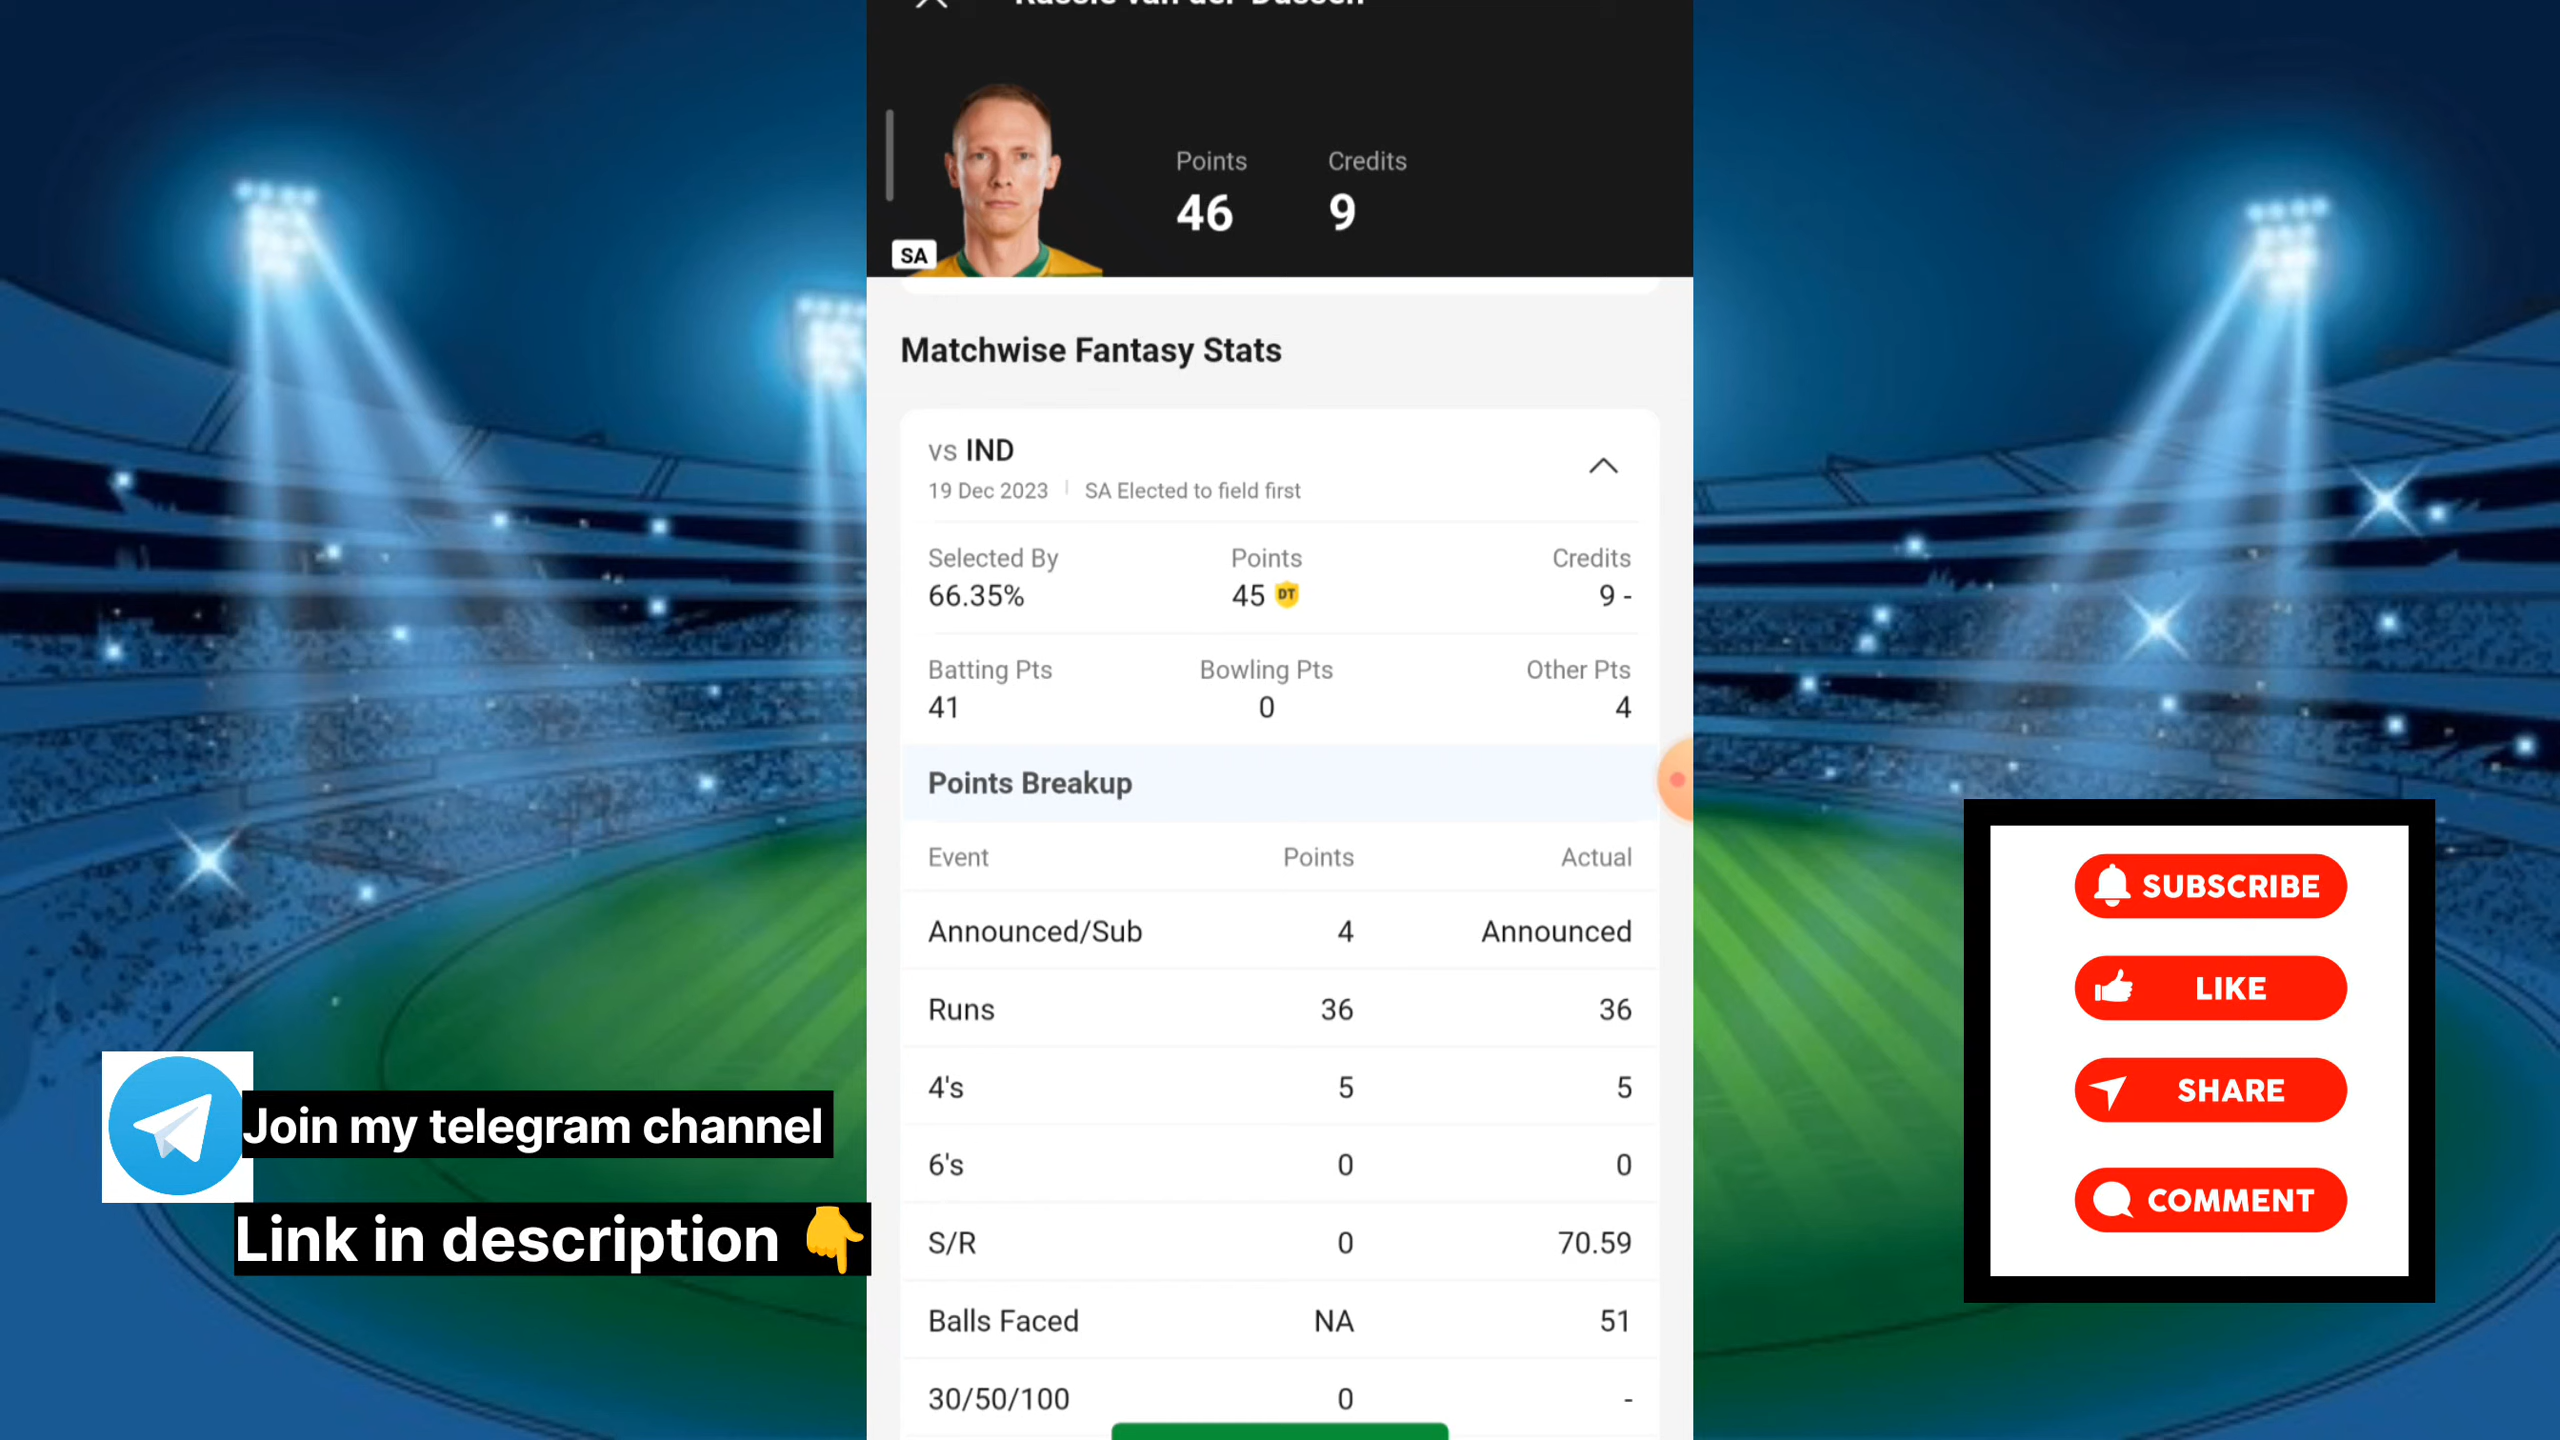 Rassie van der Dussen
Points Credits
46 9
SA
Matchwise Fantasy Stats
vs IND
19 Dec 2023 SA Elected to field first
Selected By Points Credits
66.35% 45 DT 9 -
Batting Pts Bowling Pts Other Pts
41 0 4
Points Breakup
Event Points Actual
Announced/Sub 4 Announced
Runs 36 36
4's 5 5
6's 0 0
S/R 0 70.59
Balls Faced NA 51
30/50/100 0 -
Join my telegram channel
Link in description 👇
SUBSCRIBE
LIKE
SHARE
COMMENT